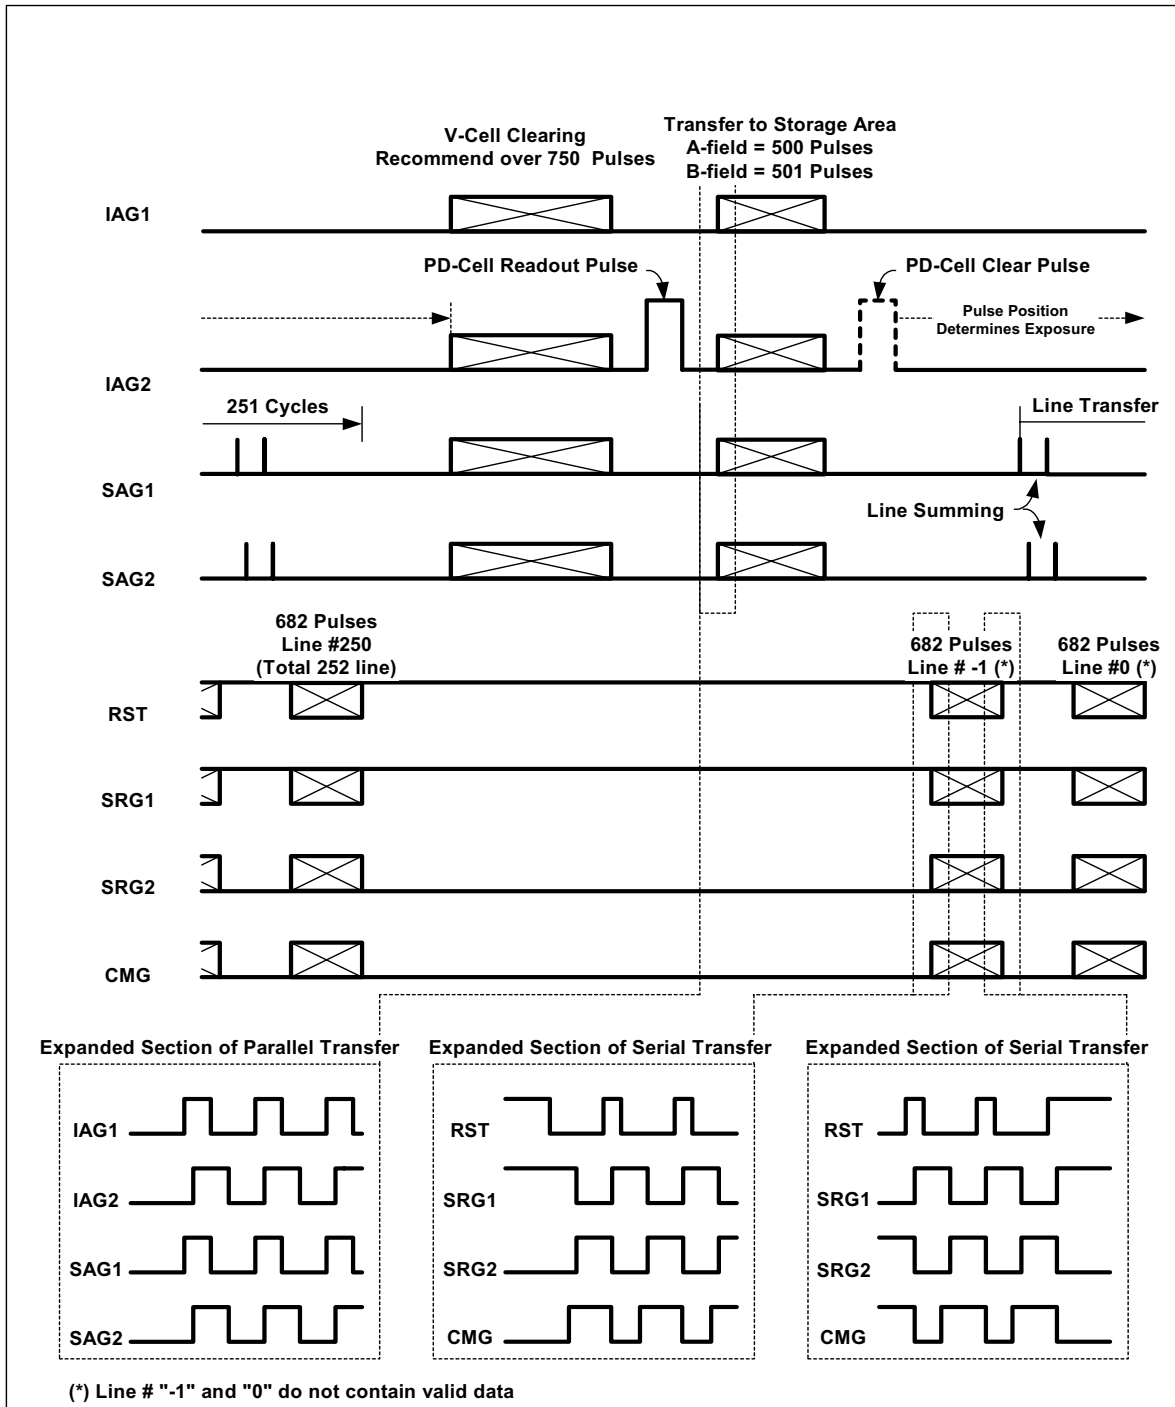 V-Cell Clearing
Recommend over 750 Pulses
Transfer to Storage Area
A-field = 500 Pulses
B-field = 501 Pulses
IAG1
PD-Cell Readout Pulse
PD-Cell Clear Pulse
Pulse Position
Determines Exposure
IAG2
251 Cycles
Line Transfer
SAG1
Line Summing
SAG2
682 Pulses
Line #250
(Total 252 line)
682 Pulses
Line # -1 (*)
682 Pulses
Line #0 (*)
RST
SRG1
SRG2
CMG
Expanded Section of Parallel Transfer
IAG1
IAG2
SAG1
SAG2
Expanded Section of Serial Transfer
RST
SRG1
SRG2
CMG
Expanded Section of Serial Transfer
RST
SRG1
SRG2
CMG
(*) Line # "-1" and "0" do not contain valid data